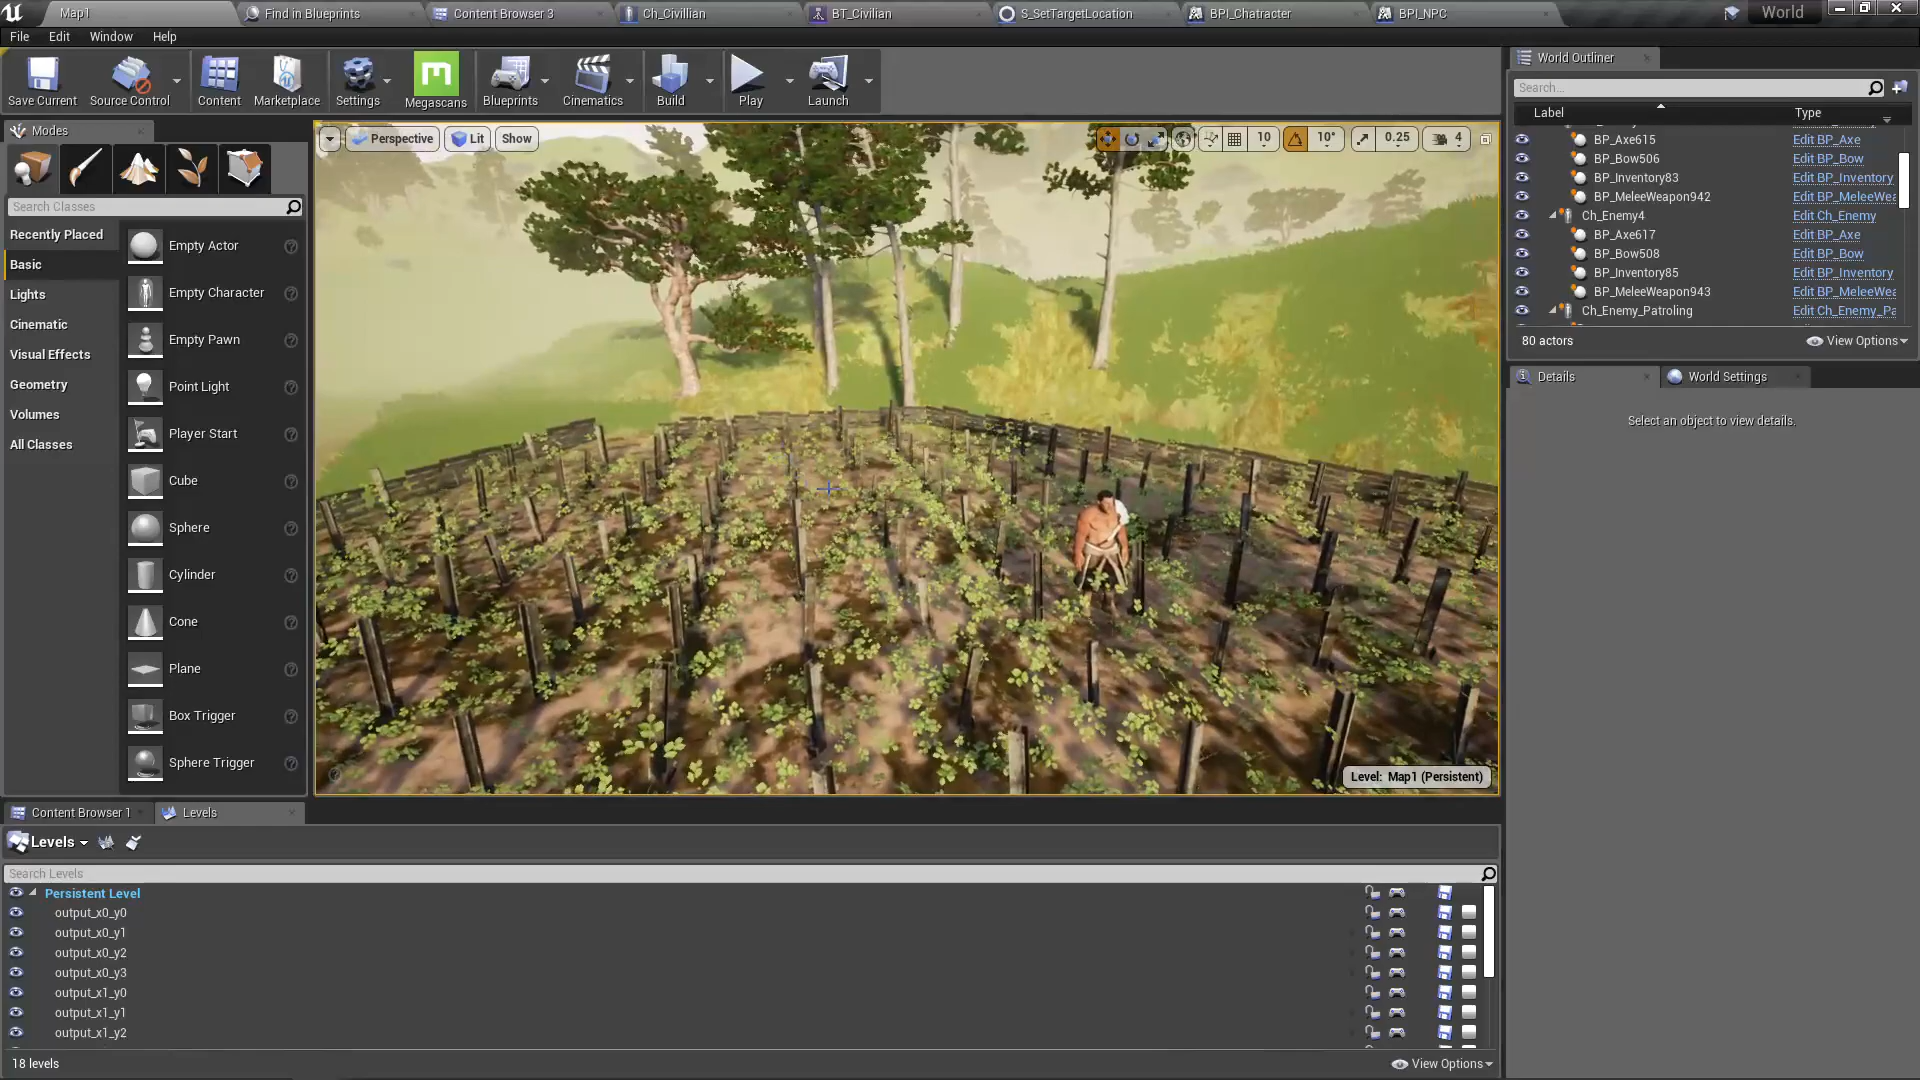 Map1
Find in Blueprints
Content Browser 3
Ch_Civillian
BT_Civilian
S_SetTargetLocation
BPI_Chatracter
BPI_NPC
World
File
Edit
Window
Help
Save Current
Source Control
Content
Marketplace
Settings
Megascans
Blueprints
Cinematics
Build
Play
Launch
Modes
Search Classes
Recently Placed
Basic
Lights
Cinematic
Visual Effects
Geometry
Volumes
All Classes
Empty Actor
Empty Character
Empty Pawn
Point Light
Player Start
Cube
Sphere
Cylinder
Cone
Plane
Box Trigger
Sphere Trigger
Perspective
Lit
Show
10
10°
0.25
4
Level: Map1 (Persistent)
World Outliner
Search...
Label
Type
BP_Axe615
Edit BP_Axe
BP_Bow506
Edit BP_Bow
BP_Inventory83
Edit BP_Inventory
BP_MeleeWeapon942
Edit BP_MeleeWea
Ch_Enemy4
Edit Ch_Enemy
BP_Axe617
Edit BP_Axe
BP_Bow508
Edit BP_Bow
BP_Inventory85
Edit BP_Inventory
BP_MeleeWeapon943
Edit BP_MeleeWea
Ch_Enemy_Patroling
Edit Ch_Enemy_Pa
80 actors
View Options
Details
World Settings
Select an object to view details.
Content Browser 1
Levels
Levels
Search Levels
Persistent Level
output_x0_y0
output_x0_y1
output_x0_y2
output_x0_y3
output_x1_y0
output_x1_y1
output_x1_y2
18 levels
View Options